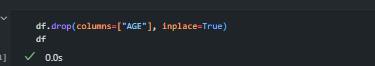 df.drop(columns=["AGE"], inplace=True)
df
]
0.0s